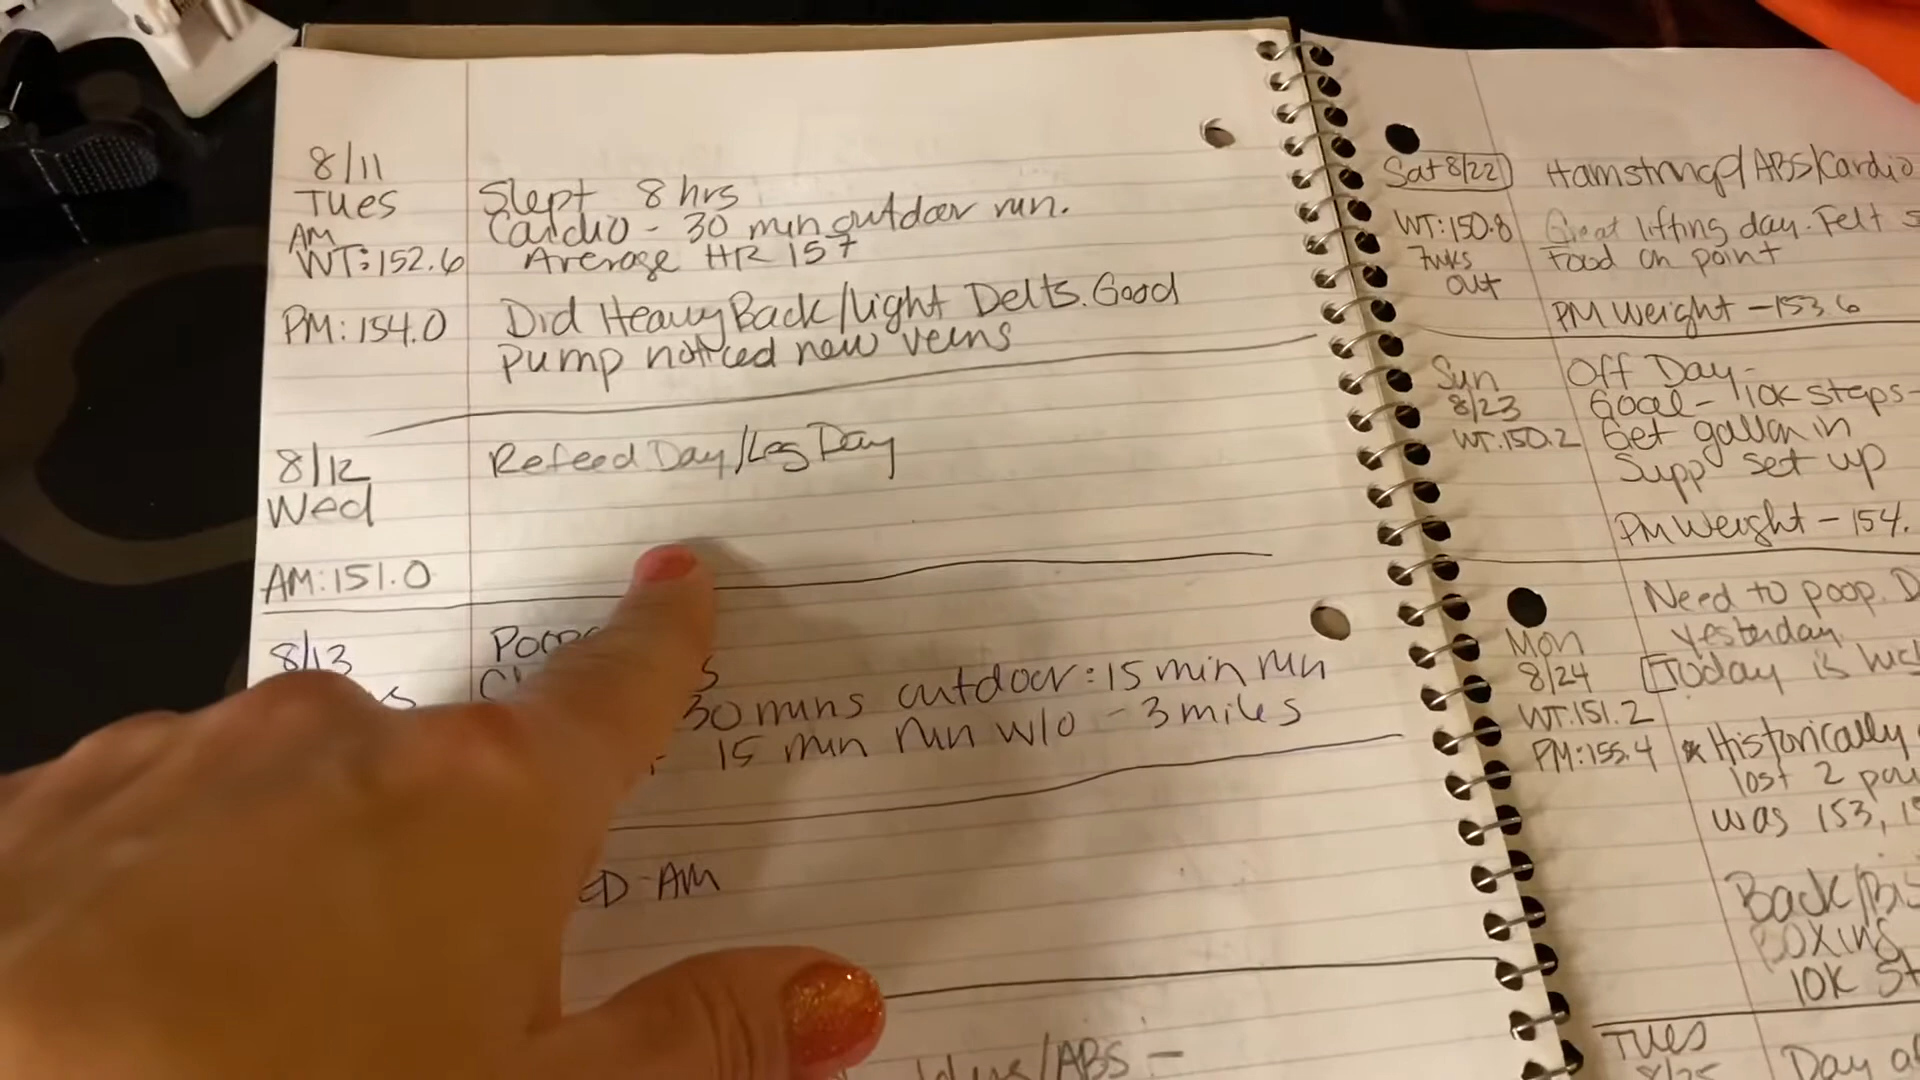 8/11
Tues
AM
WT:152.6
PM:154.0
Slept 8 hrs
Cardio - 30 min outdoor run.
Average HR 157
Did Heavy Back/Light Delts. Good
pump noticed new veins
8/12
Wed
AM:151.0
Refeed Day/Leg Day
8/13
30 mins outdoor: 15 min run
15 min run w/o - 3 miles
AM
/ABS -
Sat 8/22
WT:150.8
7wks
out
Hamstring/ABS/Cardio
Great lifting day. Felt
Food on point
PM weight - 153.6
Sun
8/23
WT.150.2
Off Day -
Goal - 10K steps -
Get gallon in
Supp set up
PM Weight - 154.
Mon
8/24
WT.151.2
PM:155.4
Need to poop.
yesterday
Today is
* Historically
lost 2
was 153,
Back/
Boxing
10K
Tues
Day